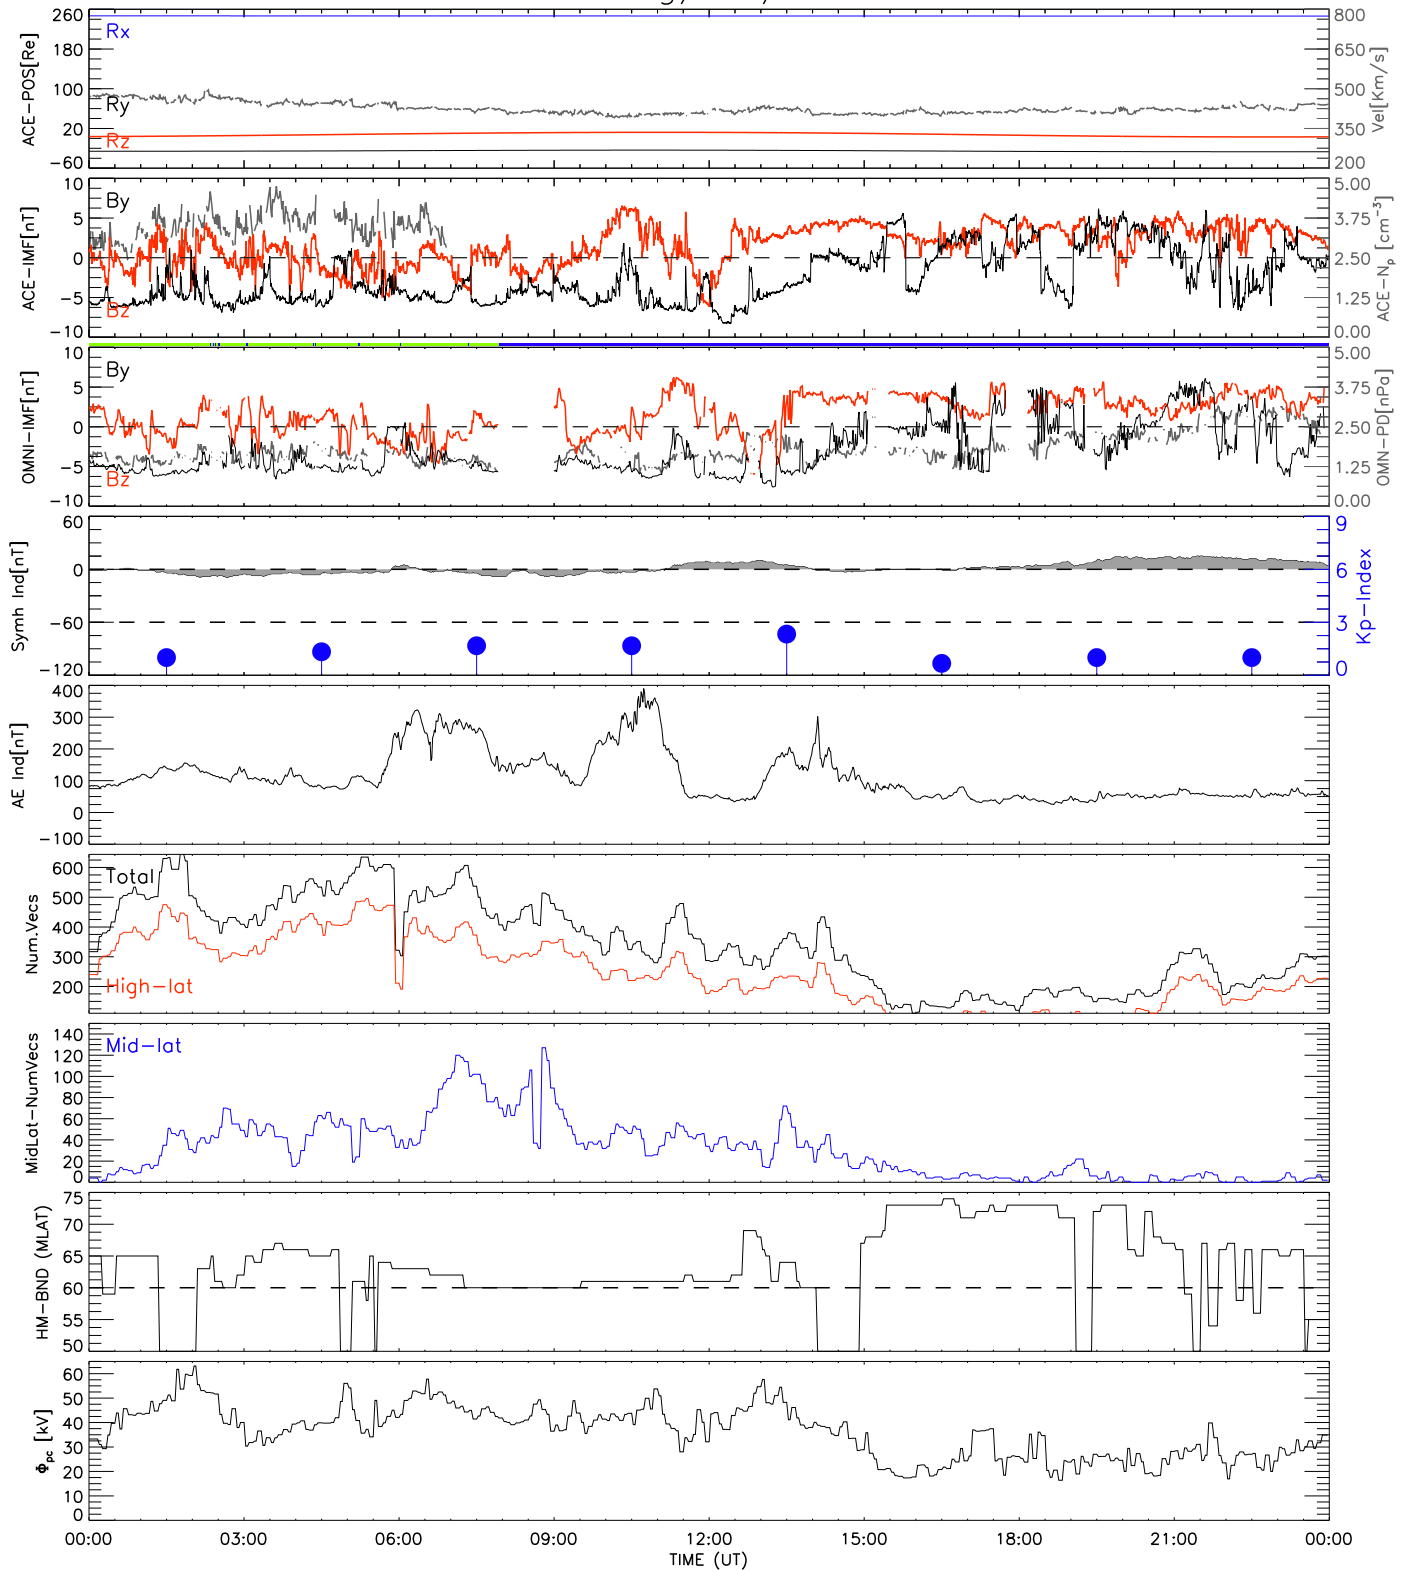 260
180
100
20
−60
ACE−POS[Re]
Rx
Ry
Rz
800
650
500
350
200
Vel[Km/s]
10
5
0
−5
−10
ACE−IMF[nT]
By
Bz
5.00
3.75
2.50
1.25
0.00
ACE−Np [cm−3]
10
5
0
−5
−10
OMNI−IMF[nT]
By
Bz
5.00
3.75
2.50
1.25
0.00
OMN−PD[nPa]
60
0
−60
−120
Symh Ind[nT]
9
6
3
0
Kp−Index
400
300
200
100
0
−100
AE Ind[nT]
600
500
400
300
200
Num.Vecs
Total
High−lat
140
120
100
80
60
40
20
0
MidLat−NumVecs
Mid−lat
75
70
65
60
55
50
HM−BND (MLAT)
60
50
40
30
20
10
0
Φpc [kV]
00:00 03:00 06:00 09:00 12:00 15:00 18:00 21:00 00:00
TIME (UT)